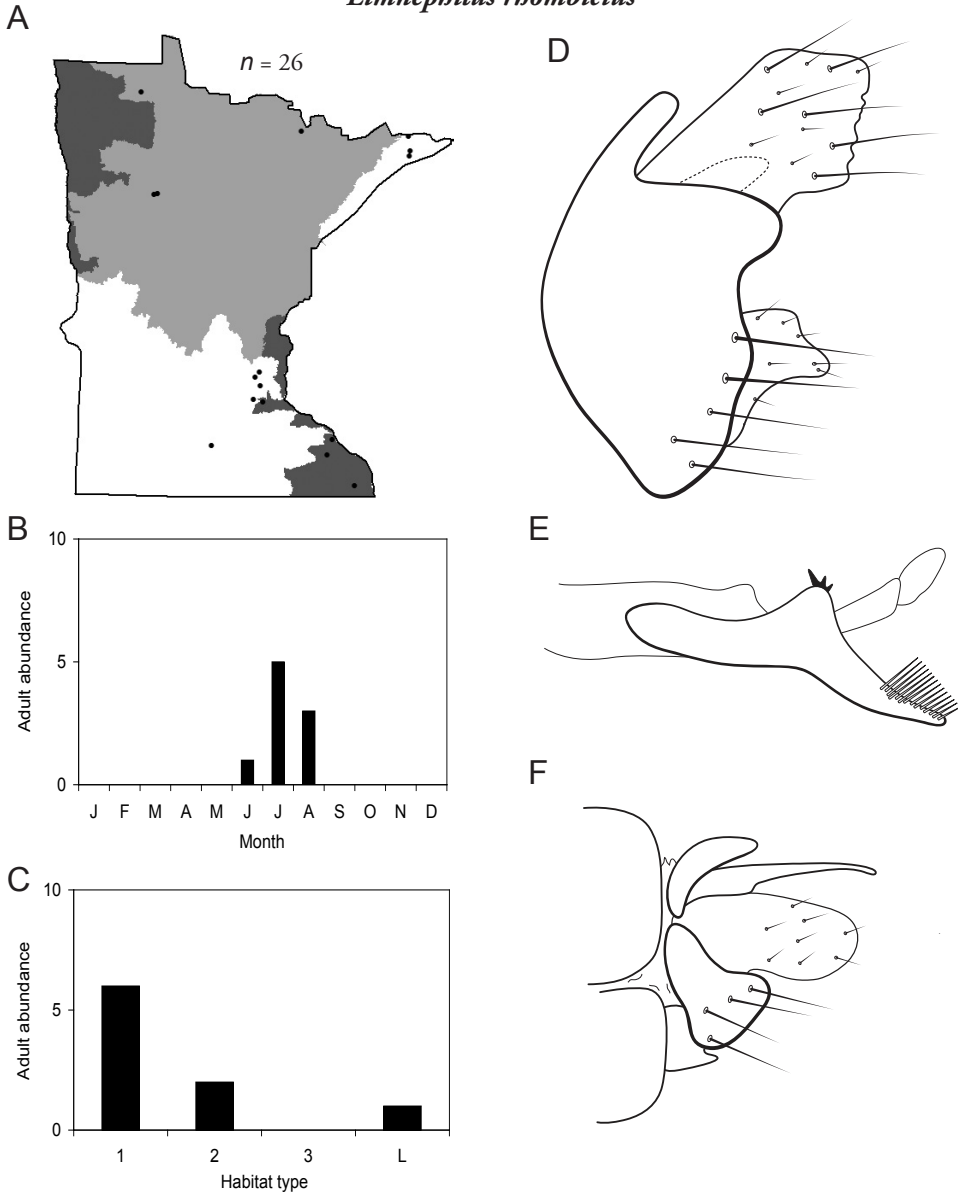 Limnephilus rhombicus
A
n = 26
D
B
10
5
0
Adult abundance
J F M A M J J A S O N D
Month
E
C
10
5
0
Adult abundance
1 2 3 L
Habitat type
F